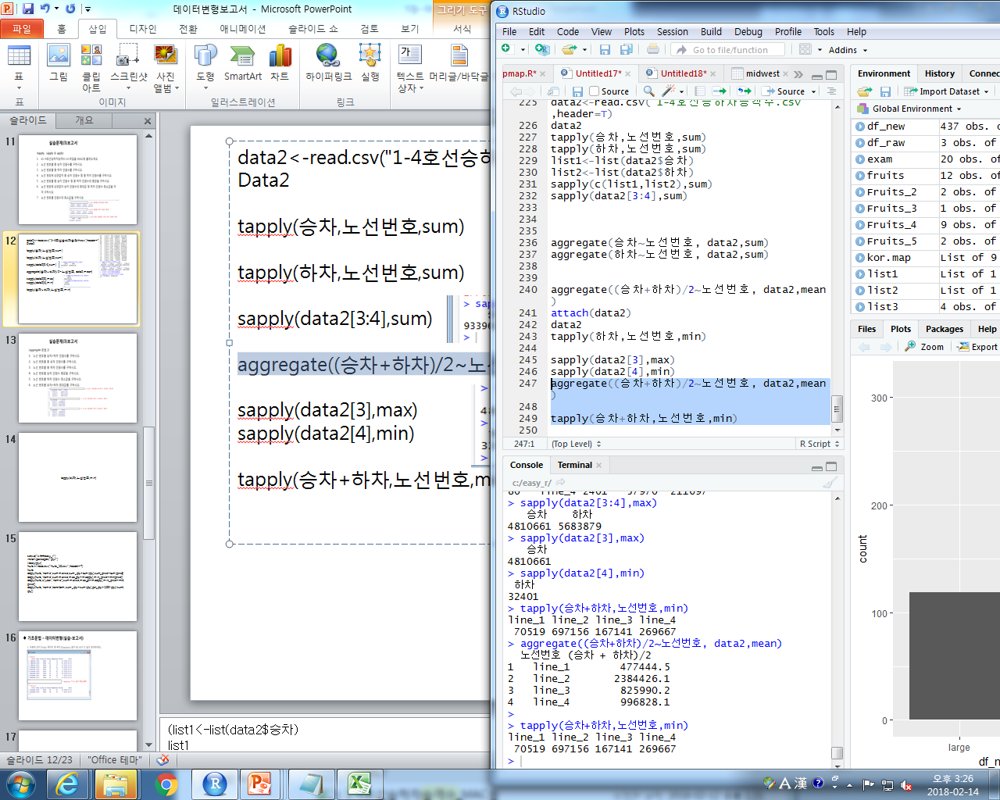 데이터변형보고서 - Microsoft PowerPoint
그리기 도구
파일 홈 삽입 디자인 전환 애니메이션 슬라이드 쇼 검토 보기 서식
표 그림 클립 아트 스크린샷 사진 앨범 도형 SmartArt 차트 하이퍼링크 실행 텍스트 상자 머리글/바닥글
표 이미지 일러스트레이션 링크
슬라이드 개요
11
실습문제(3)보고서
12
13
실습문제(3)보고서
14
15
16
17
data2<-read.csv("1-4호선승하
Data2
tapply(승차,노선번호,sum)
tapply(하차,노선번호,sum)
sapply(data2[3:4],sum)
> sap
93396
>
aggregate((승차+하차)/2~노선
sapply(data2[3],max)
sapply(data2[4],min)
tapply(승차+하차,노선번호,m
(list1<-list(data2$승차)
list1
슬라이드 12/23 "Office 테마"
RStudio
File Edit Code View Plots Session Build Debug Profile Tools Help
Go to file/function Addins
pmap.R* Untitled17* Untitled18* midwest
Source Run Source
225 data2<-read.csv("1-4호선승하차승객수.csv
,header=T)
226 data2
227 tapply(승차,노선번호,sum)
228 tapply(하차,노선번호,sum)
229 list1<-list(data2$승차)
230 list2<-list(data2$하차)
231 sapply(c(list1,list2),sum)
232 sapply(data2[3:4],sum)
233
234
235
236 aggregate(승차~노선번호, data2,sum)
237 aggregate(하차~노선번호, data2,sum)
238
239
240 aggregate((승차+하차)/2~노선번호, data2,mean
)
241 attach(data2)
242 data2
243 tapply(하차,노선번호,min)
244
245 sapply(data2[3],max)
246 sapply(data2[4],min)
247 aggregate((승차+하차)/2~노선번호, data2,mean
)
248
249 tapply(승차+하차,노선번호,min)
250
247:1 (Top Level) R Script
Console Terminal
c:/easy_r/
80 line_4 2401 57970 211697
> sapply(data2[3:4],max)
승차 하차
4810661 5683879
> sapply(data2[3],max)
승차
4810661
> sapply(data2[4],min)
하차
32401
> tapply(승차+하차,노선번호,min)
line_1 line_2 line_3 line_4
70519 697156 167141 269667
> aggregate((승차+하차)/2~노선번호, data2,mean)
노선번호 (승차 + 하차)/2
1 line_1 477444.5
2 line_2 2384426.1
3 line_3 825990.2
4 line_4 996828.1
>
> tapply(승차+하차,노선번호,min)
line_1 line_2 line_3 line_4
70519 697156 167141 269667
>
Environment History Connec
Import Dataset
Global Environment
df_new 437 obs. o
df_raw 3 obs. of
exam 20 obs. of
fruits 12 obs. of
Fruits_2 2 obs. of
Fruits_3 1 obs. of
Fruits_4 9 obs. of
Fruits_5 2 obs. of
kor.map List of 9
list1 List of 1
list2 List of 1
list3 4 obs. of
Files Plots Packages Help
Zoom Export
300
200
100
0
count
large
df_n
A 漢
오후 3:26
2018-02-14